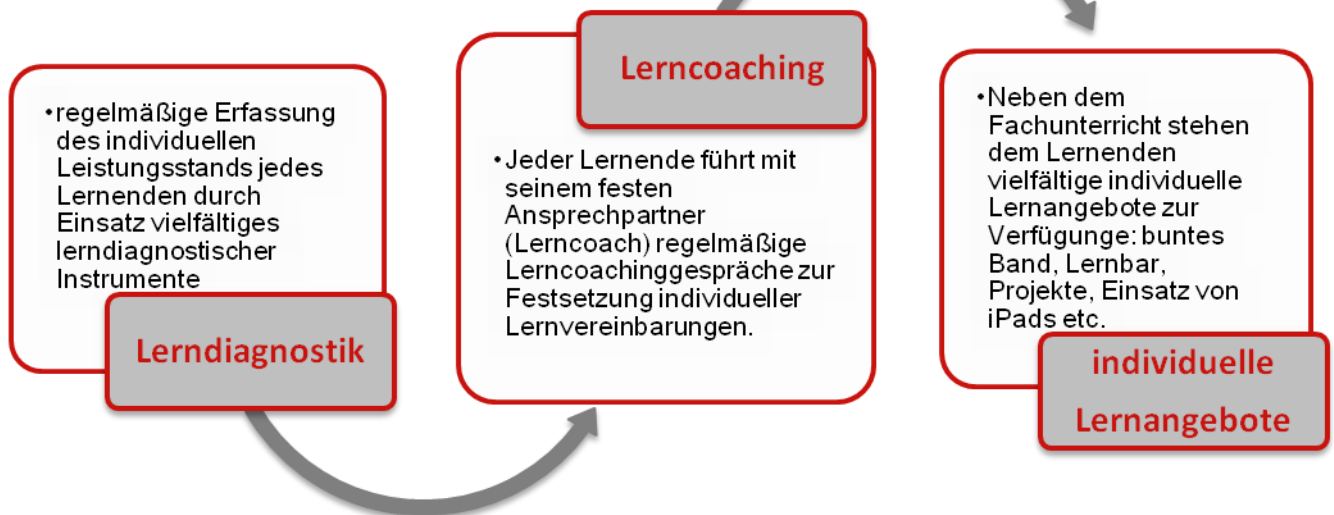 •regelmäßige Erfassung
des individuellen
Leistungsstands jedes
Lernenden durch
Einsatz vielfältiges
lerndiagnostischer
Instrumente
Lerndiagnostik
Lerncoaching
•Jeder Lernende führt mit
seinem festen
Ansprechpartner
(Lerncoach) regelmäßige
Lerncoachinggespräche zur
Festsetzung individueller
Lernvereinbarungen.
•Neben dem
Fachunterricht stehen
dem Lernenden
vielfältige individuelle
Lernangebote zur
Verfügunge: buntes
Band, Lernbar,
Projekte, Einsatz von
iPads etc.
individuelle
Lernangebote